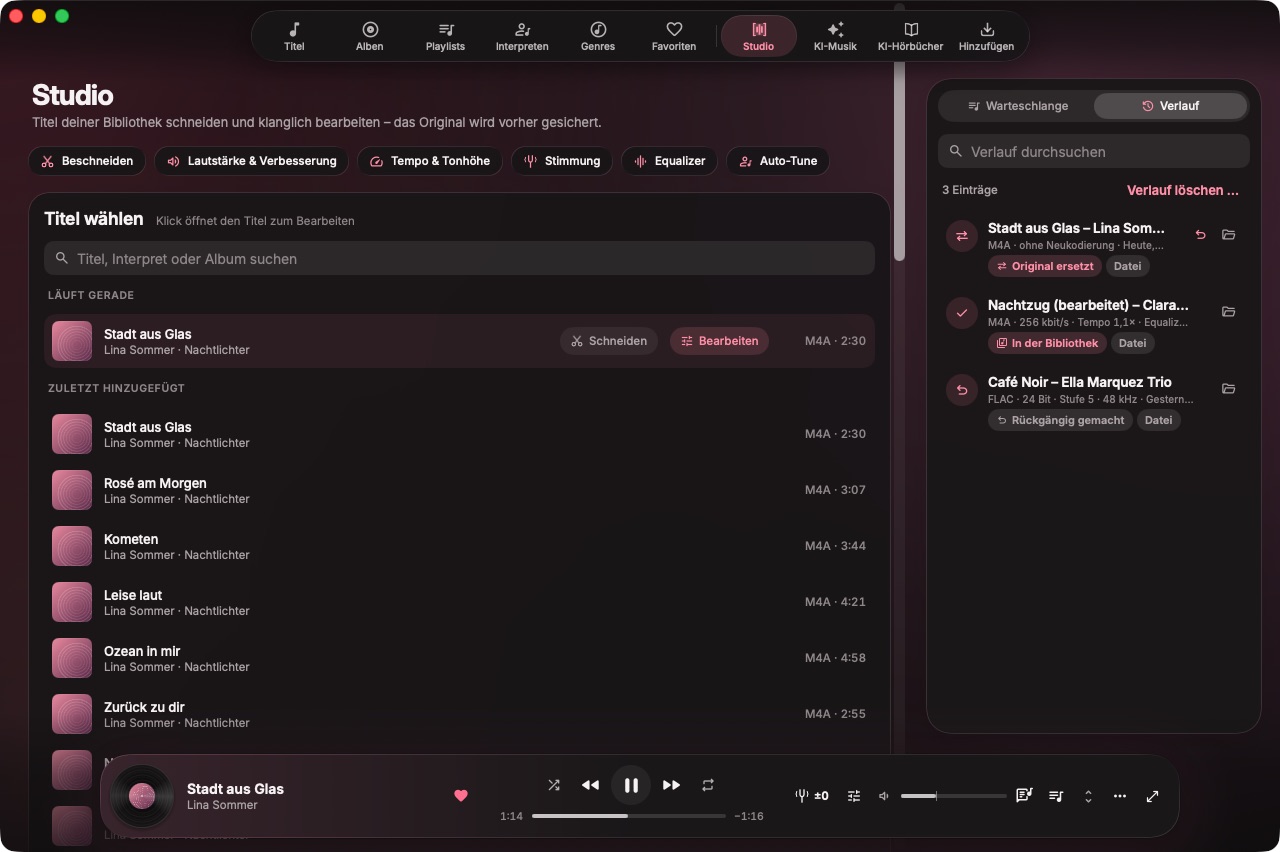 Titel
Alben
Playlists
Interpreten
Genres
Favoriten
Studio
KI-Musik
KI-Hörbücher
Hinzufügen
Studio
Titel deiner Bibliothek schneiden und klanglich bearbeiten – das Original wird vorher gesichert.
Beschneiden
Lautstärke & Verbesserung
Tempo & Tonhöhe
Stimmung
Equalizer
Auto-Tune
Titel wählen Klick öffnet den Titel zum Bearbeiten
Titel, Interpret oder Album suchen
LÄUFT GERADE
Stadt aus Glas
Lina Sommer · Nachtlichter
Schneiden
Bearbeiten
M4A · 2:30
ZULETZT HINZUGEFÜGT
Stadt aus Glas
Lina Sommer · Nachtlichter
M4A · 2:30
Rosé am Morgen
Lina Sommer · Nachtlichter
M4A · 3:07
Kometen
Lina Sommer · Nachtlichter
M4A · 3:44
Leise laut
Lina Sommer · Nachtlichter
M4A · 4:21
Ozean in mir
Lina Sommer · Nachtlichter
M4A · 4:58
Zurück zu dir
Lina Sommer · Nachtlichter
M4A · 2:55
Warteschlange
Verlauf
Verlauf durchsuchen
3 Einträge
Verlauf löschen ...
Stadt aus Glas – Lina Som...
M4A · ohne Neukodierung · Heute,...
Original ersetzt
Datei
Nachtzug (bearbeitet) – Clara...
M4A · 256 kbit/s · Tempo 1,1× · Equaliz...
In der Bibliothek
Datei
Café Noir – Ella Marquez Trio
FLAC · 24 Bit · Stufe 5 · 48 kHz · Gestern...
Rückgängig gemacht
Datei
Stadt aus Glas
Lina Sommer
1:14
−1:16
±0